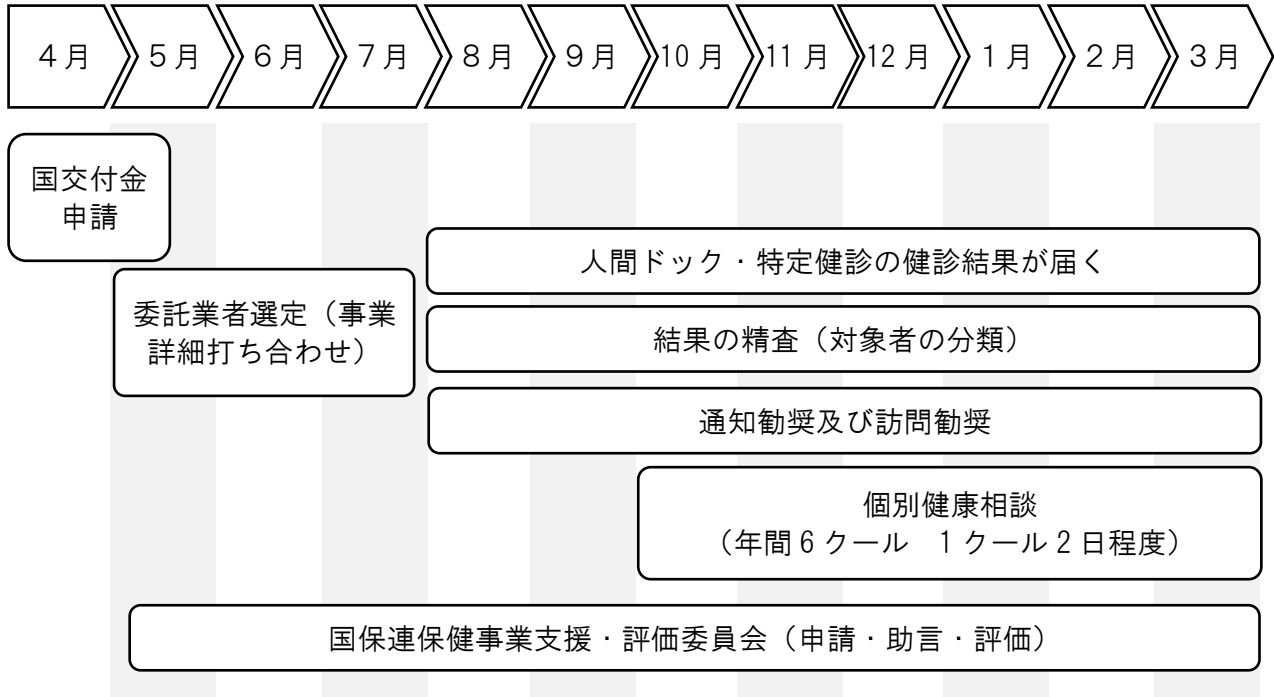 4月 5月 6月 7月 8月 9月 10月 11月 12月 1月 2月 3月
国交付金
申請
人間ドック・特定健診の健診結果が届く
委託業者選定（事業
詳細打ち合わせ）
結果の精査（対象者の分類）
通知勧奨及び訪問勧奨
個別健康相談
（年間6クール　1クール2日程度）
国保連保健事業支援・評価委員会（申請・助言・評価）